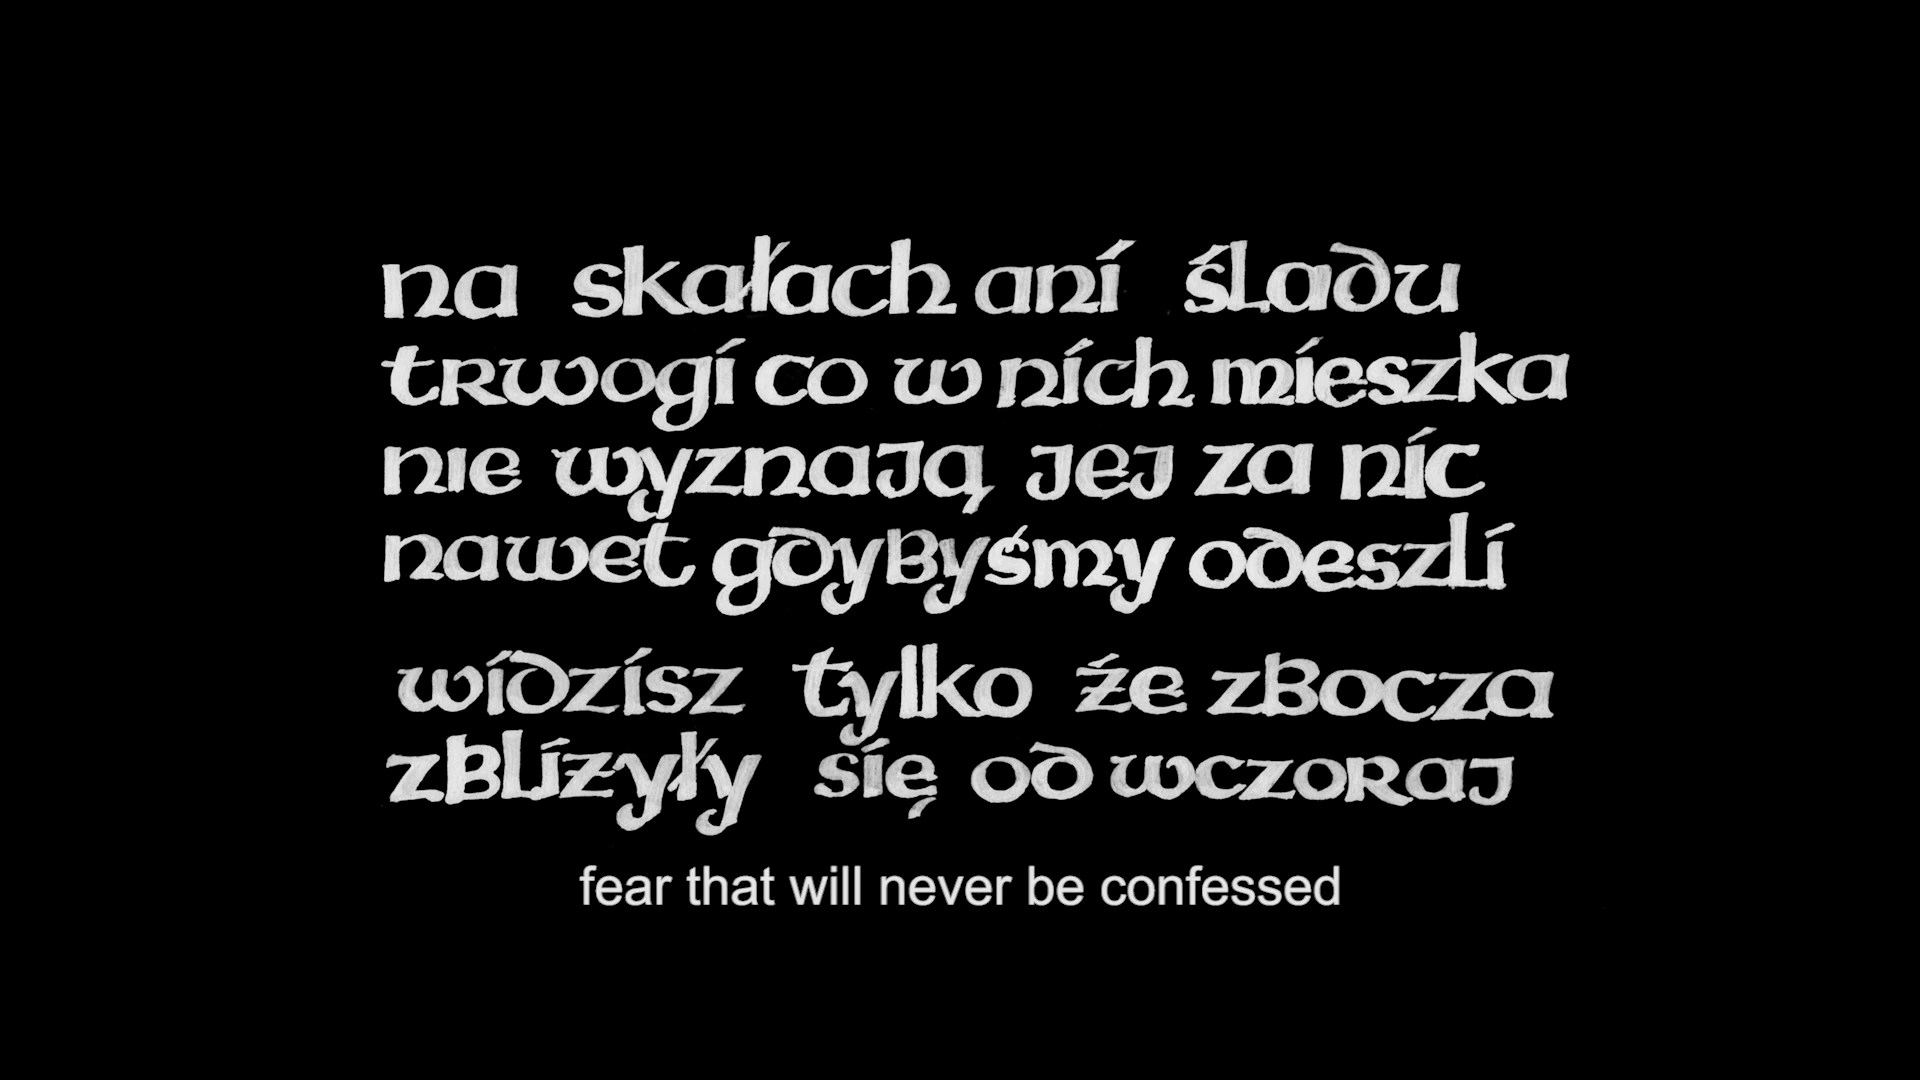 na skałach ani śladu
trwogi co w nich mieszka
nie wyznają jej za nic
nawet gdybyśmy odeszli
widzisz tylko że zbocza
zbliżyły się od wczoraj
fear that will never be confessed